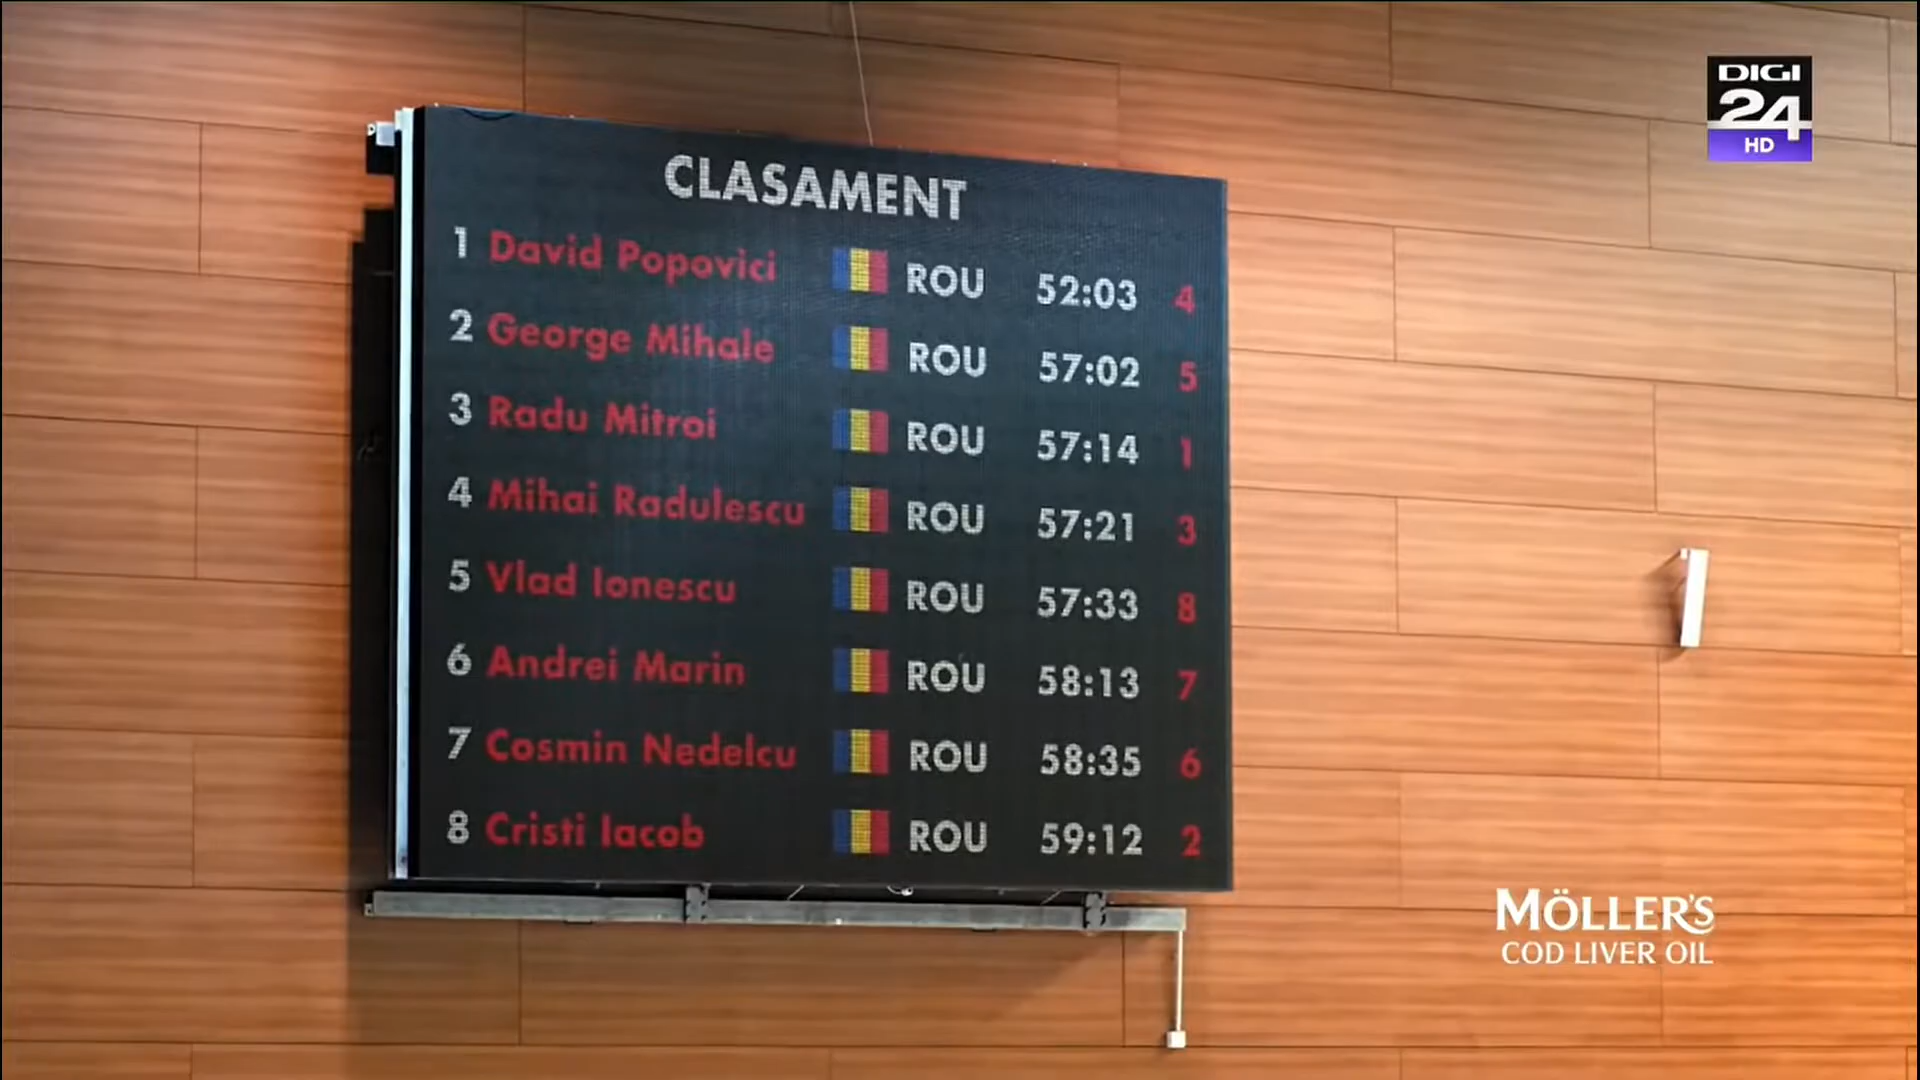 DIGI
24
HD
CLASAMENT
1 David Popovici ROU 52:03 4
2 George Mihale ROU 57:02 5
3 Radu Mitroi ROU 57:14 1
4 Mihai Radulescu ROU 57:21 3
5 Vlad Ionescu ROU 57:33 8
6 Andrei Marin ROU 58:13 7
7 Cosmin Nedelcu ROU 58:35 6
8 Cristi Iacob ROU 59:12 2
MÖLLER'S
COD LIVER OIL